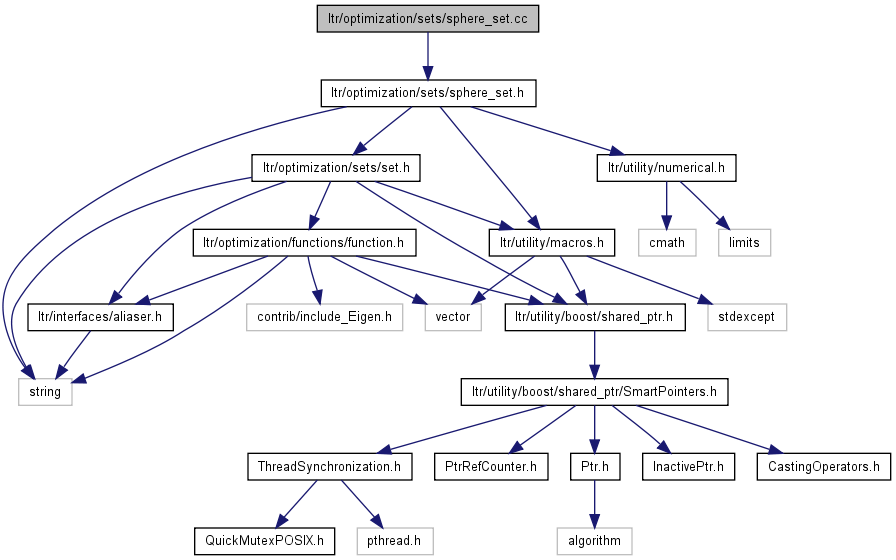 ltr/optimization/sets/sphere_set.cc
ltr/optimization/sets/sphere_set.h
ltr/optimization/sets/set.h
ltr/utility/numerical.h
ltr/optimization/functions/function.h
ltr/utility/macros.h
cmath
limits
ltr/interfaces/aliaser.h
contrib/include_Eigen.h
vector
ltr/utility/boost/shared_ptr.h
stdexcept
string
ltr/utility/boost/shared_ptr/SmartPointers.h
ThreadSynchronization.h
PtrRefCounter.h
Ptr.h
InactivePtr.h
CastingOperators.h
QuickMutexPOSIX.h
pthread.h
algorithm